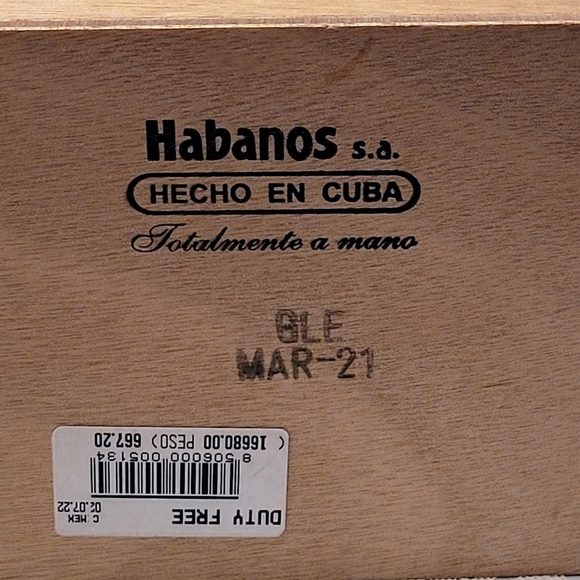 Habanos s.a.
HECHO EN CUBA
Totalmente a mano
GLE
MAR-21
DUTY FREE
C MEX
02.07.22
8 506000 005134
( 16680.00 PESO) 667.20